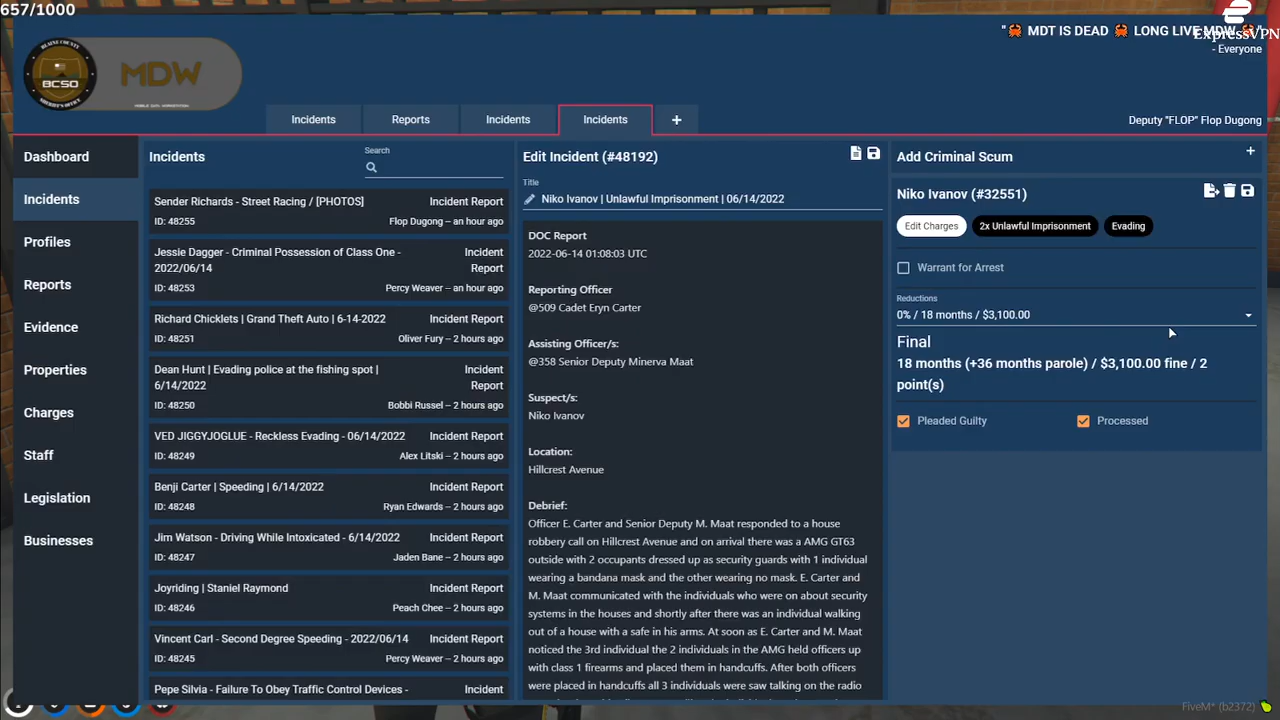 657/1000
" 🦀 MDT IS DEAD 🦀 LONG LIVE MDW 🦀 "
ExpressVPN
- Everyone
BLAINE COUNTY
BCSO
SHERIFF'S OFFICE
MDW
MOBILE DATA WORKSTATION
Incidents
Reports
Incidents
Incidents
+
Deputy "FLOP" Flop Dugong
Dashboard
Incidents
Profiles
Reports
Evidence
Properties
Charges
Staff
Legislation
Businesses
Incidents
Search
Sender Richards - Street Racing / [PHOTOS]
Incident Report
ID: 48255
Flop Dugong – an hour ago
Jessie Dagger - Criminal Possession of Class One -
2022/06/14
Incident
Report
ID: 48253
Percy Weaver – an hour ago
Richard Chicklets | Grand Theft Auto | 6-14-2022
Incident Report
ID: 48251
Oliver Fury – 2 hours ago
Dean Hunt | Evading police at the fishing spot |
6/14/2022
Incident
Report
ID: 48250
Bobbi Russel – 2 hours ago
VED JIGGYJOGLUE - Reckless Evading - 06/14/2022
Incident Report
ID: 48249
Alex Litski – 2 hours ago
Benji Carter | Speeding | 6/14/2022
Incident Report
ID: 48248
Ryan Edwards – 2 hours ago
Jim Watson - Driving While Intoxicated - 6/14/2022
Incident Report
ID: 48247
Jaden Bane – 2 hours ago
Joyriding | Staniel Raymond
Incident Report
ID: 48246
Peach Chee – 2 hours ago
Vincent Carl - Second Degree Speeding - 2022/06/14
Incident Report
ID: 48245
Percy Weaver – 2 hours ago
Pepe Silvia - Failure To Obey Traffic Control Devices -
Incident
Edit Incident (#48192)
Title
Niko Ivanov | Unlawful Imprisonment | 06/14/2022
DOC Report
2022-06-14 01:08:03 UTC
Reporting Officer
@509 Cadet Eryn Carter
Assisting Officer/s:
@358 Senior Deputy Minerva Maat
Suspect/s:
Niko Ivanov
Location:
Hillcrest Avenue
Debrief:
Officer E. Carter and Senior Deputy M. Maat responded to a house
robbery call on Hillcrest Avenue and on arrival there was a AMG GT63
outside with 2 occupants dressed up as security guards with 1 individual
wearing a bandana mask and the other wearing no mask. E. Carter and
M. Maat communicated with the individuals who were on about security
systems in the houses and shortly after there was an individual walking
out of a house with a safe in his arms. At soon as E. Carter and M. Maat
noticed the 3rd individual the 2 individuals in the AMG held officers up
with class 1 firearms and placed them in handcuffs. After both officers
were placed in handcuffs all 3 individuals were saw talking on the radio
Add Criminal Scum
+
Niko Ivanov (#32551)
Edit Charges
2x Unlawful Imprisonment
Evading
Warrant for Arrest
Reductions
0% / 18 months / $3,100.00
Final
18 months (+36 months parole) / $3,100.00 fine / 2
point(s)
Pleaded Guilty
Processed
FiveM* (b2372)